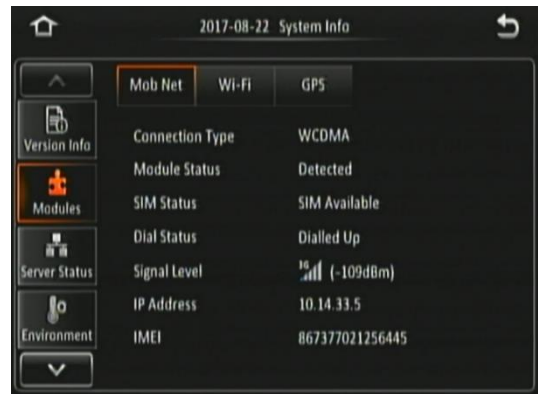 2017-08-22 System Info
Mob Net Wi-Fi GPS
Version Info
Modules
Server Status
Environment
Connection Type WCDMA
Module Status Detected
SIM Status SIM Available
Dial Status Dialled Up
Signal Level (-109dBm)
IP Address 10.14.33.5
IMEI 867377021256445